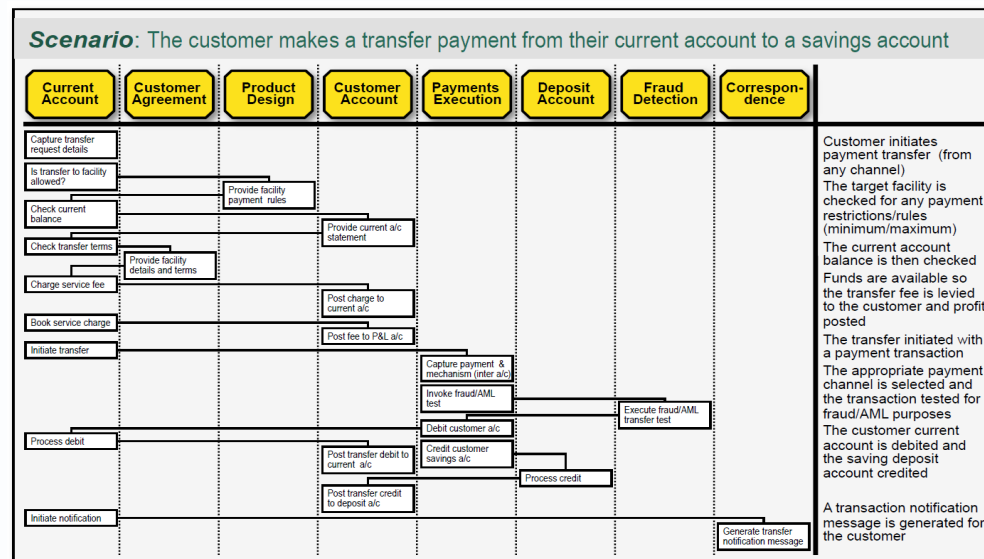 Scenario: The customer makes a transfer payment from their current account to a savings account
Current
Account
Customer
Agreement
Product
Design
Customer
Account
Payments
Execution
Deposit
Account
Fraud
Detection
Correspon-
dence
Capture transfer
request details
Is transfer to facility
allowed?
Provide facility
payment rules
Check current
balance
Provide current a/c
statement
Check transfer terms
Provide facility
details and terms
Charge service fee
Post charge to
current a/c
Book service charge
Post fee to P&L a/c
Initiate transfer
Capture payment &
mechanism (inter a/c)
Invoke fraud/AML
test
Execute fraud/AML
transfer test
Debit customer a/c
Process debit
Post transfer debit to
current a/c
Credit customer
savings a/c
Process credit
Post transfer credit
to deposit a/c
Initiate notification
Generate transfer
notification message
Customer initiates
payment transfer (from
any channel)
The target facility is
checked for any payment
restrictions/rules
(minimum/maximum)
The current account
balance is then checked
Funds are available so
the transfer fee is levied
to the customer and profit
posted
The transfer initiated with
a payment transaction
The appropriate payment
channel is selected and
the transaction tested for
fraud/AML purposes
The customer current
account is debited and
the saving deposit
account credited
A transaction notification
message is generated for
the customer